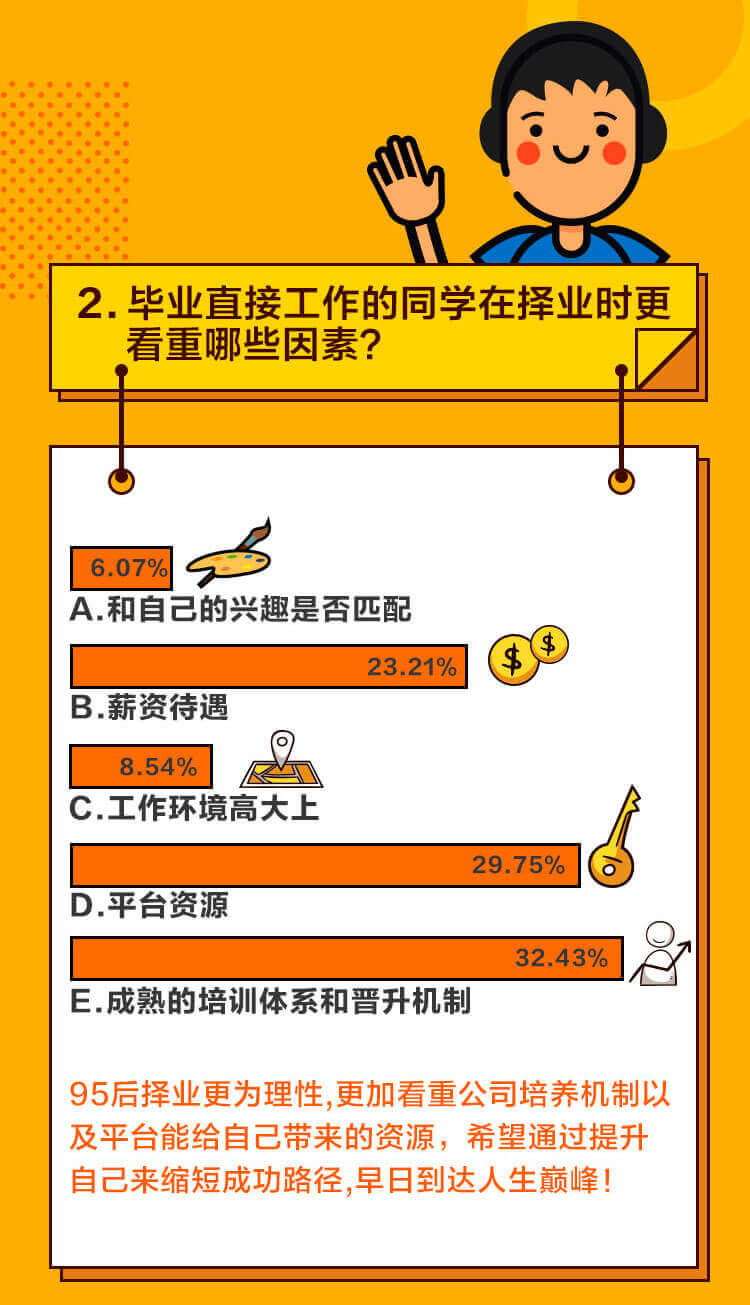 2.毕业直接工作的同学在择业时更
看重哪些因素?
6.07%
A.和自己的兴趣是否匹配
$ $
23.21%
B.薪资待遇
8.54%
C.工作环境高大上
29.75%
D.平台资源
32.43%
E.成熟的培训体系和晋升机制
95后择业更为理性,更加看重公司培养机制以
及平台能给自己带来的资源，希望通过提升
自己来缩短成功路径,早日到达人生巅峰!